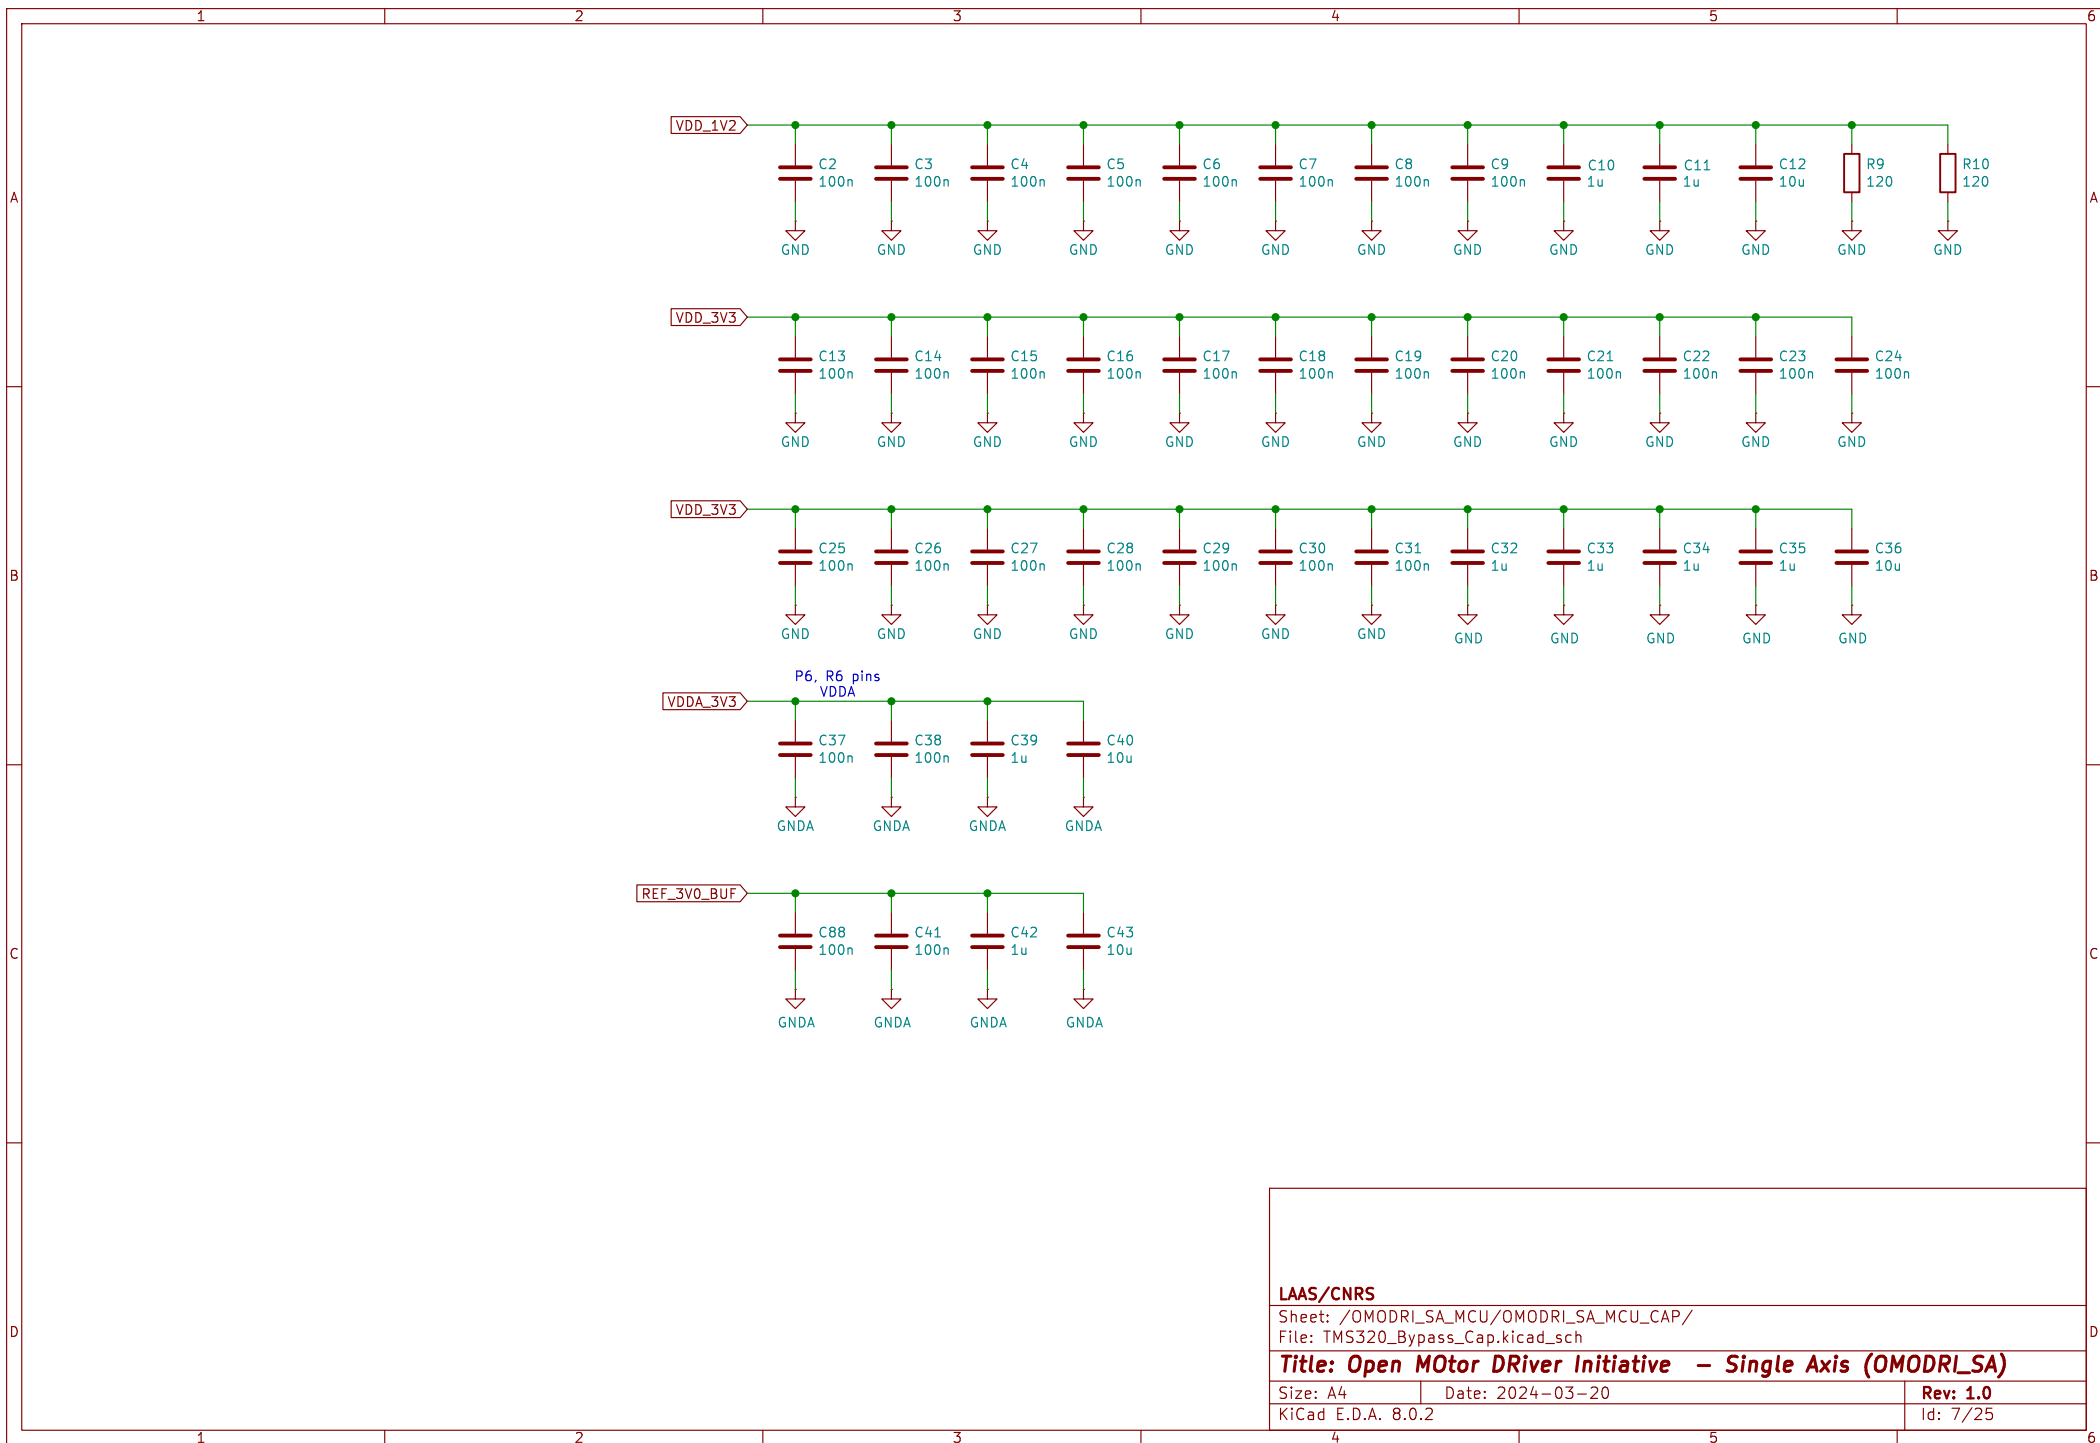 1 2 3 4 5 6
VDD_1V2
C2 C3 C4 C5 C6 C7 C8 C9 C10 C11 C12 R9 R10
100n 100n 100n 100n 100n 100n 100n 100n 1u 1u 10u 120 120
A A
GND GND GND GND GND GND GND GND GND GND GND GND GND
VDD_3V3
C13 C14 C15 C16 C17 C18 C19 C20 C21 C22 C23 C24
100n 100n 100n 100n 100n 100n 100n 100n 100n 100n 100n 100n
GND GND GND GND GND GND GND GND GND GND GND GND
VDD_3V3
C25 C26 C27 C28 C29 C30 C31 C32 C33 C34 C35 C36
100n 100n 100n 100n 100n 100n 100n 1u 1u 1u 1u 10u
B B
GND GND GND GND GND GND GND GND GND GND GND GND
P6, R6 pins
VDDA
VDDA_3V3
C37 C38 C39 C40
100n 100n 1u 10u
GNDA GNDA GNDA GNDA
REF_3V0_BUF
C88 C41 C42 C43
100n 100n 1u 10u
C C
GNDA GNDA GNDA GNDA
LAAS/CNRS
Sheet: /OMODRI_SA_MCU/OMODRI_SA_MCU_CAP/
D D
File: TMS320_Bypass_Cap.kicad_sch
Title: Open MOtor DRiver Initiative – Single Axis (OMODRI_SA)
Size: A4 Date: 2024-03-20 Rev: 1.0
KiCad E.D.A. 8.0.2 Id: 7/25
1 2 3 4 5 6